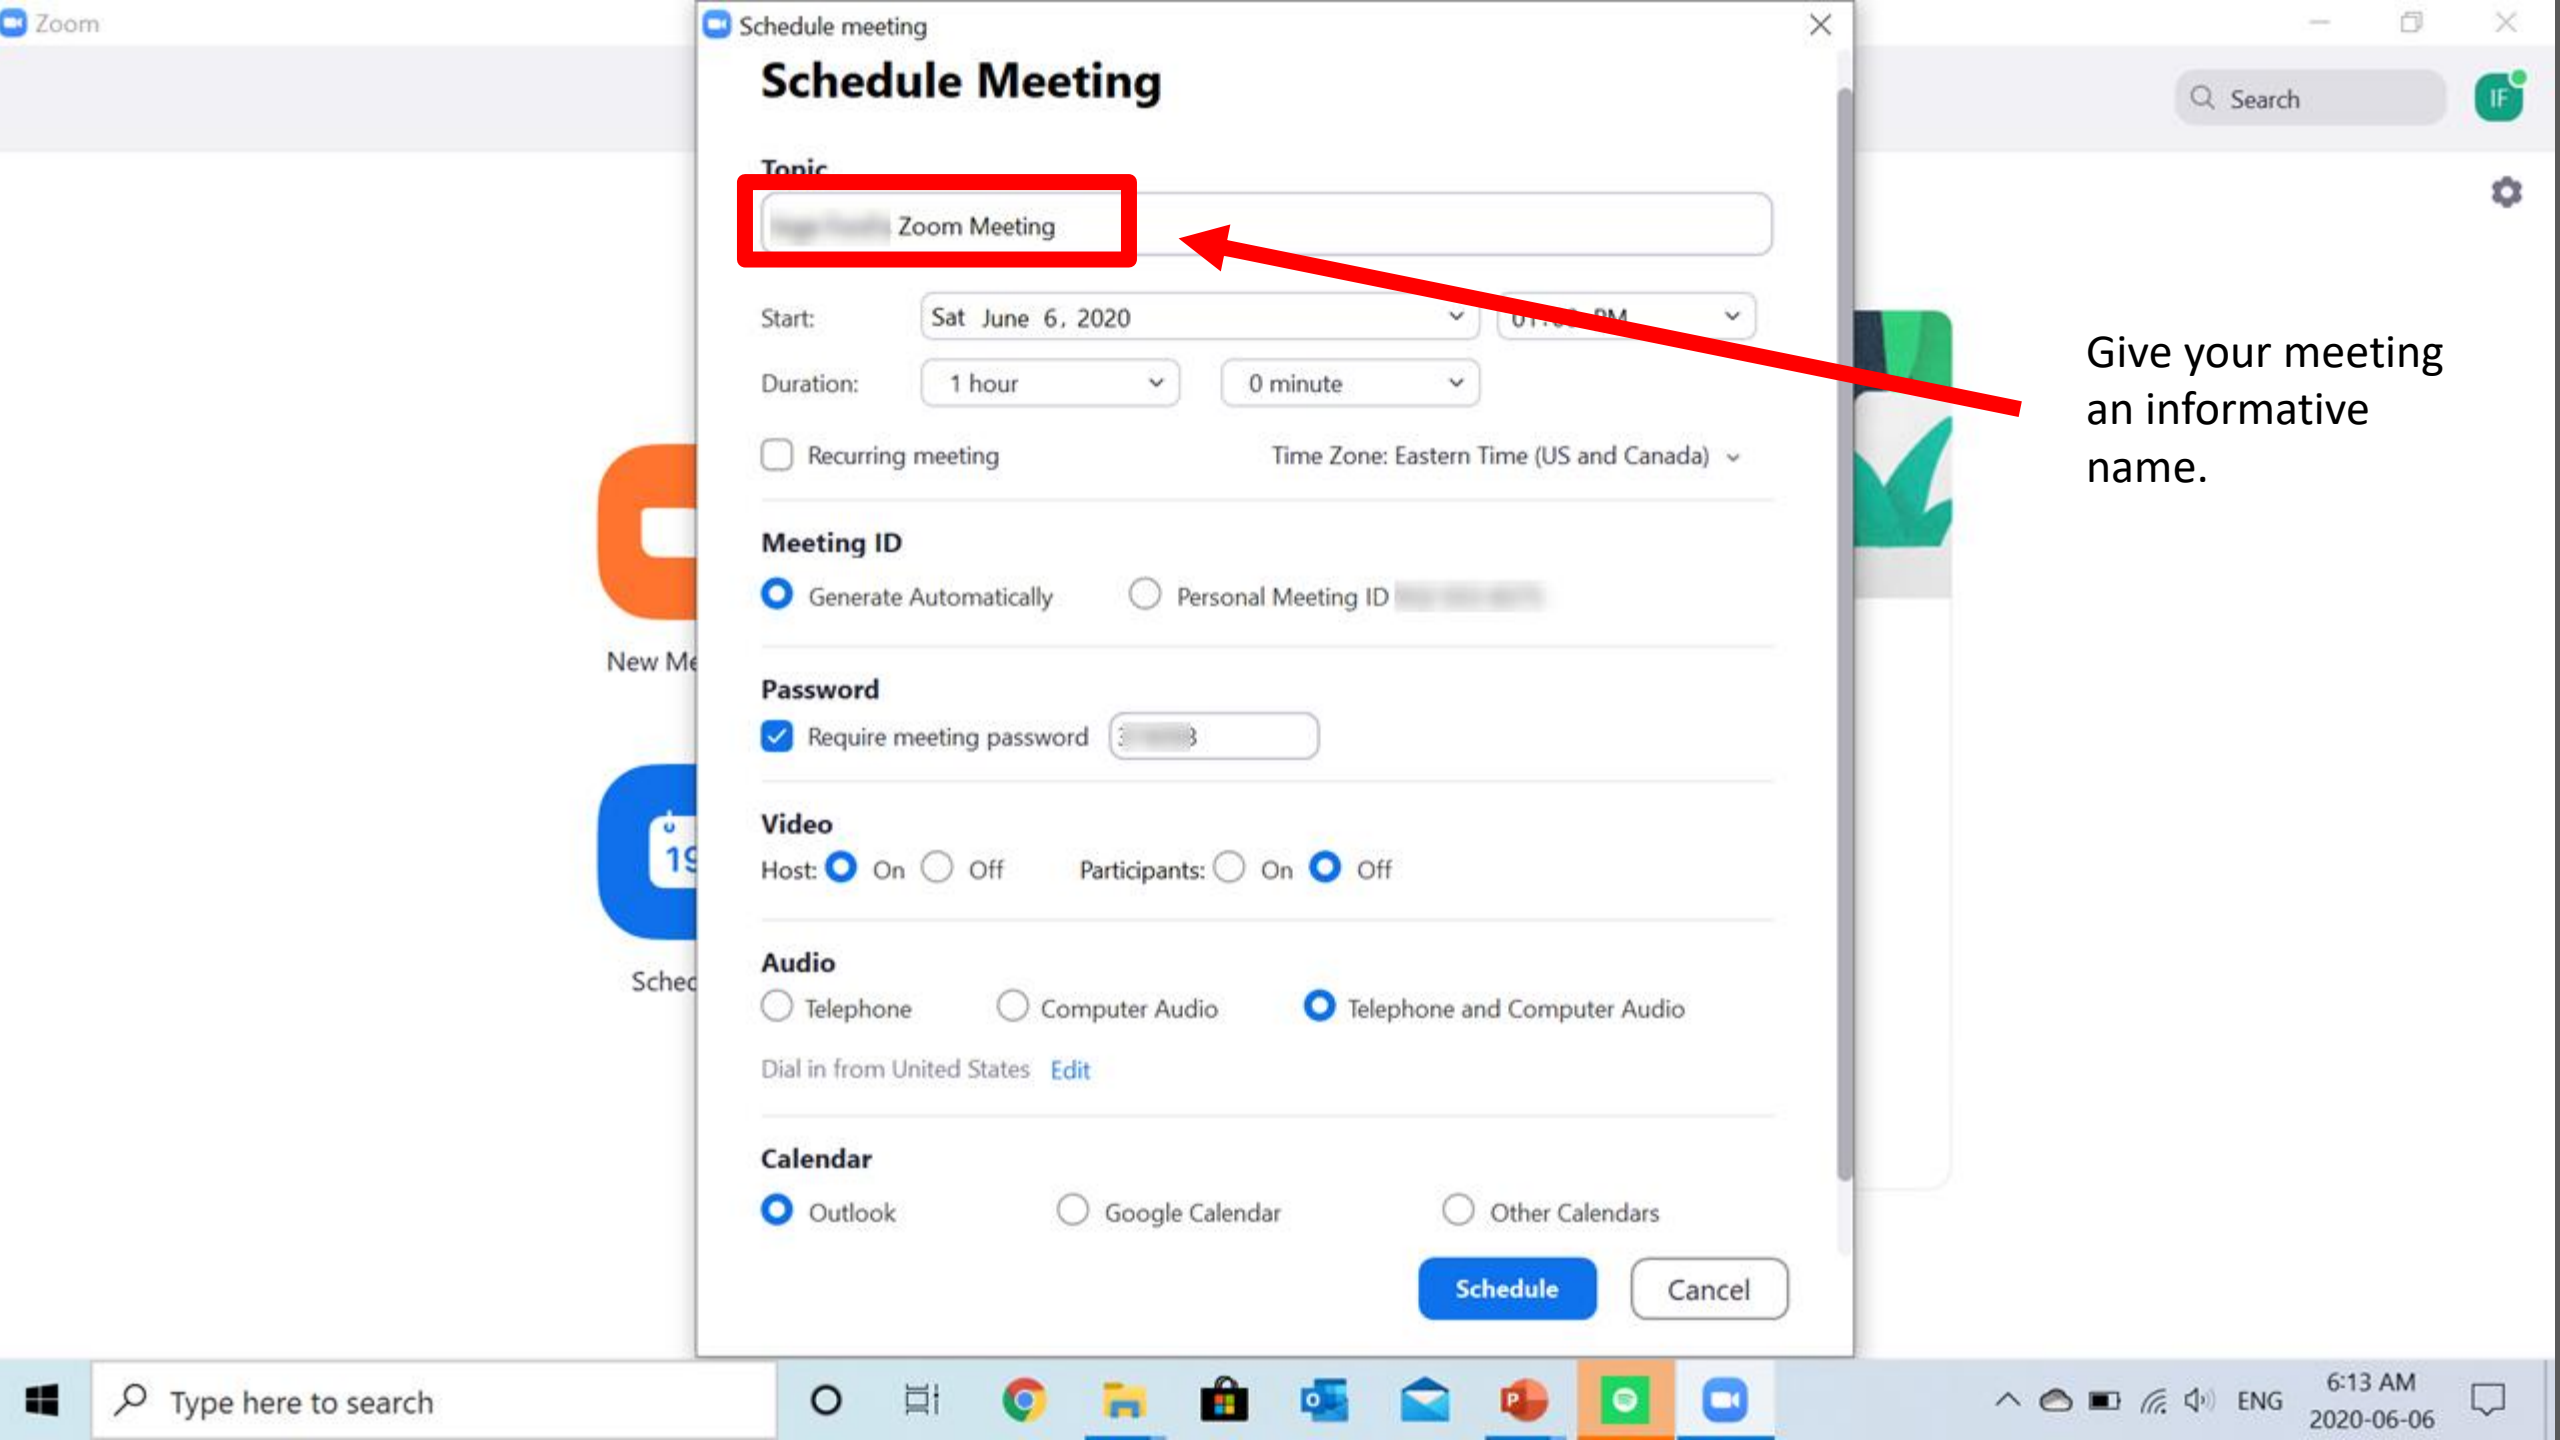 Zoom
Schedule meeting
Schedule Meeting
Search
IF
Topic
Zoom Meeting
Start:
Sat June 6, 2020
PM
Duration:
1 hour
0 minute
Give your meeting
an informative
name.
Recurring meeting
Time Zone: Eastern Time (US and Canada)
Meeting ID
Generate Automatically
Personal Meeting ID
New Me
Password
Require meeting password
Video
Host: On Off Participants: On Off
19
Audio
Telephone
Computer Audio
Telephone and Computer Audio
Sched
Dial in from United States Edit
Calendar
Outlook
Google Calendar
Other Calendars
Schedule
Cancel
Type here to search
ENG
6:13 AM
2020-06-06